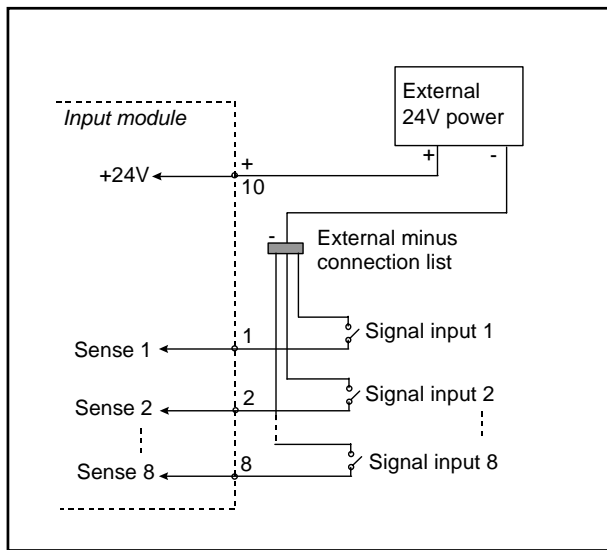 External
24V power
Input module
+ -
+
+24V
10
-
External minus
connection list
1
Signal input 1
Sense 1
2
Signal input 2
Sense 2
8
Signal input 8
Sense 8